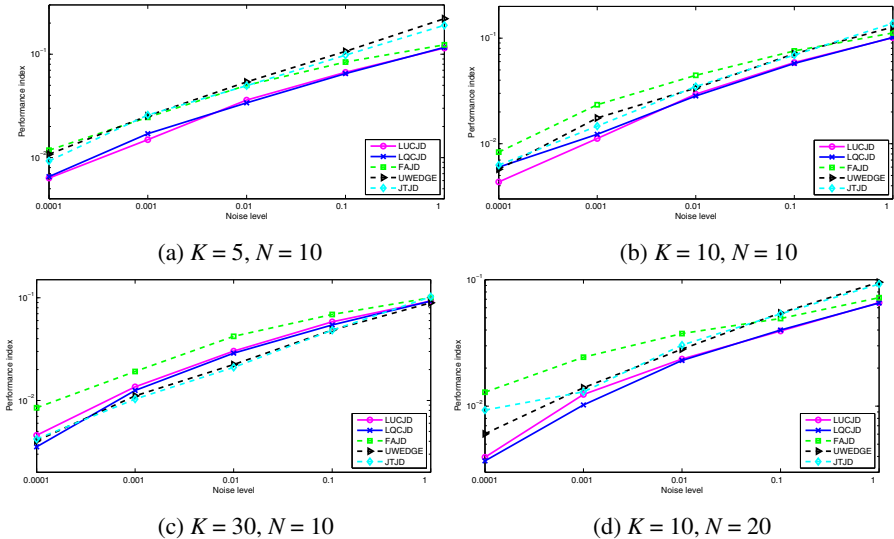 10⁻¹
10⁻²
Performance index
0.0001 0.001 0.01 0.1 1
Noise level
LUCJD
LQCJD
FAJD
UWEDGE
JTJD
(a) K = 5, N = 10
10⁻¹
10⁻²
Performance index
0.0001 0.001 0.01 0.1 1
Noise level
LUCJD
LQCJD
FAJD
UWEDGE
JTJD
(b) K = 10, N = 10
10⁻¹
10⁻²
Performance index
0.0001 0.001 0.01 0.1 1
Noise level
LUCJD
LQCJD
FAJD
UWEDGE
JTJD
(c) K = 30, N = 10
10⁻¹
10⁻²
Performance index
0.0001 0.001 0.01 0.1 1
Noise level
LUCJD
LQCJD
FAJD
UWEDGE
JTJD
(d) K = 10, N = 20